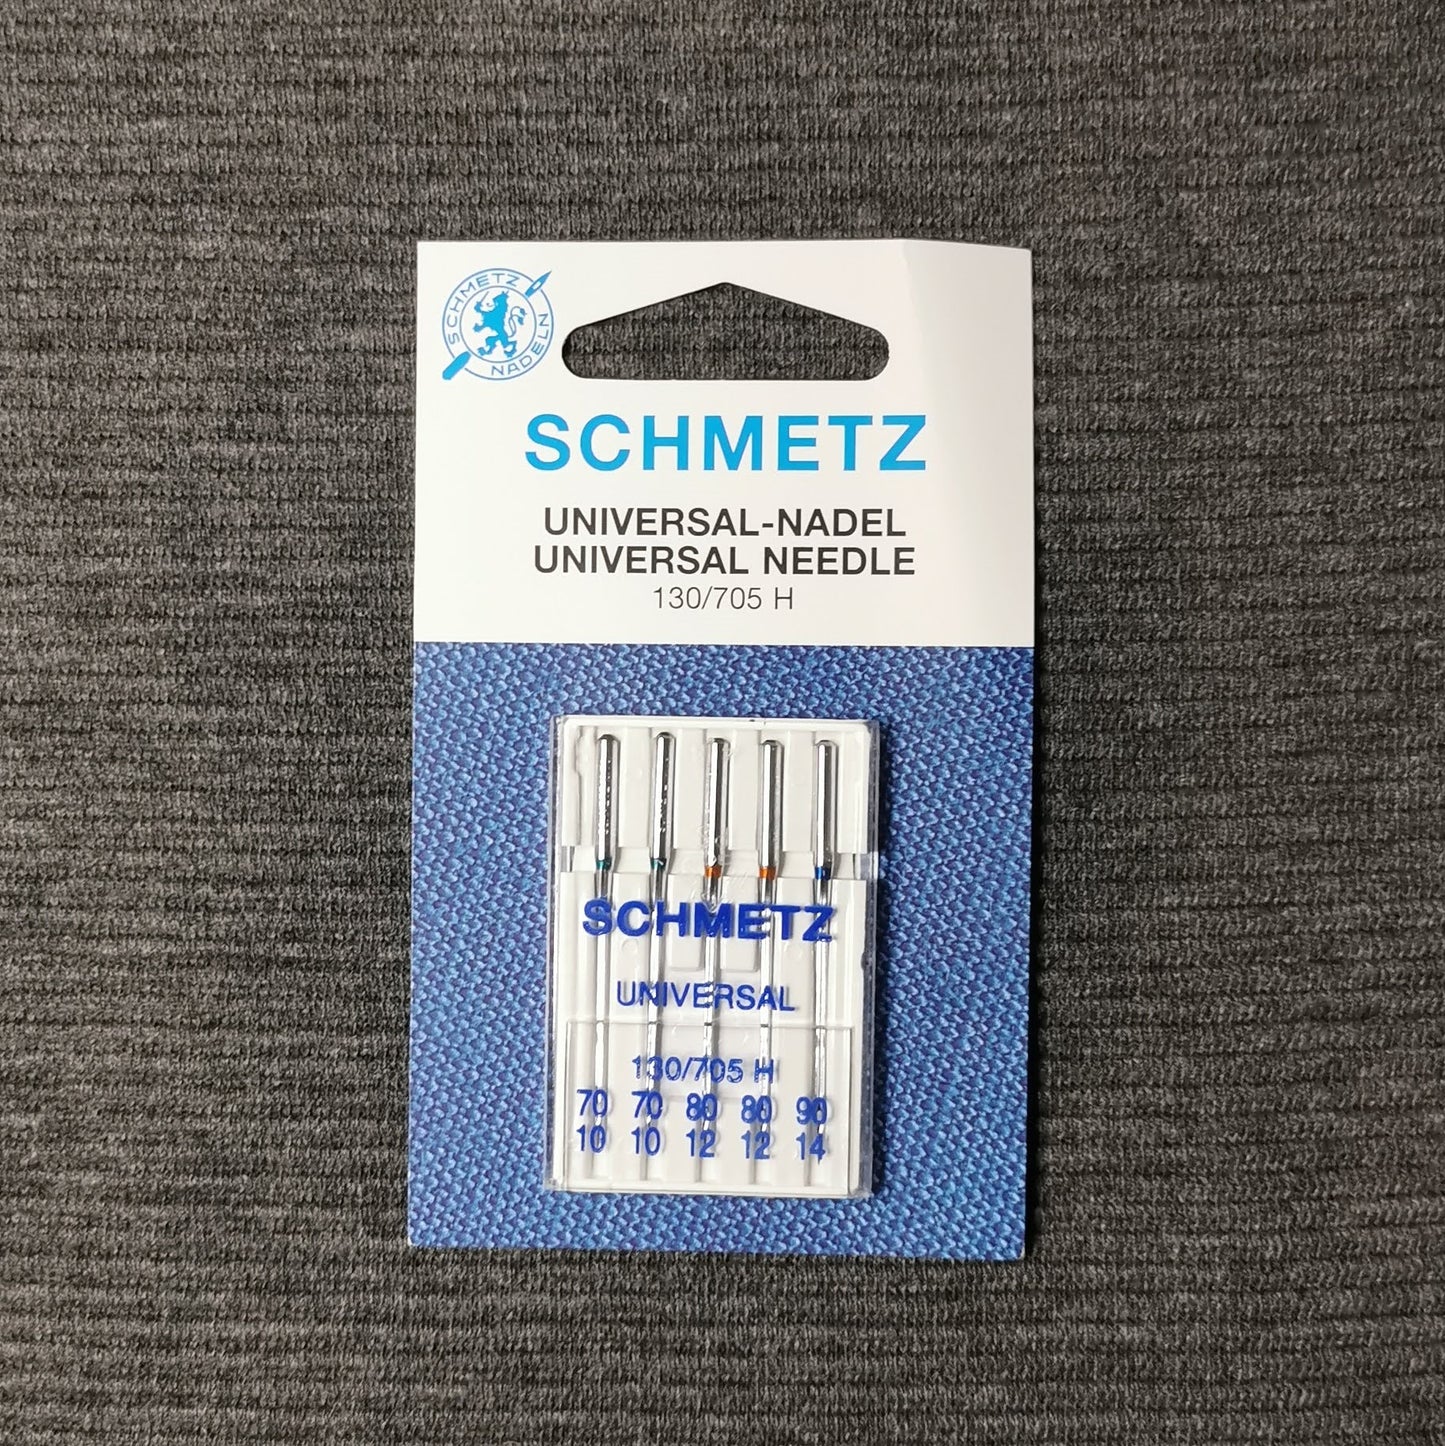 SCHMETZ
NADELN
SCHMETZ
UNIVERSAL-NADEL
UNIVERSAL NEEDLE
130/705 H
SCHMETZ
UNIVERSAL
130/705 H
70 70 80 80 90
10 10 12 12 14